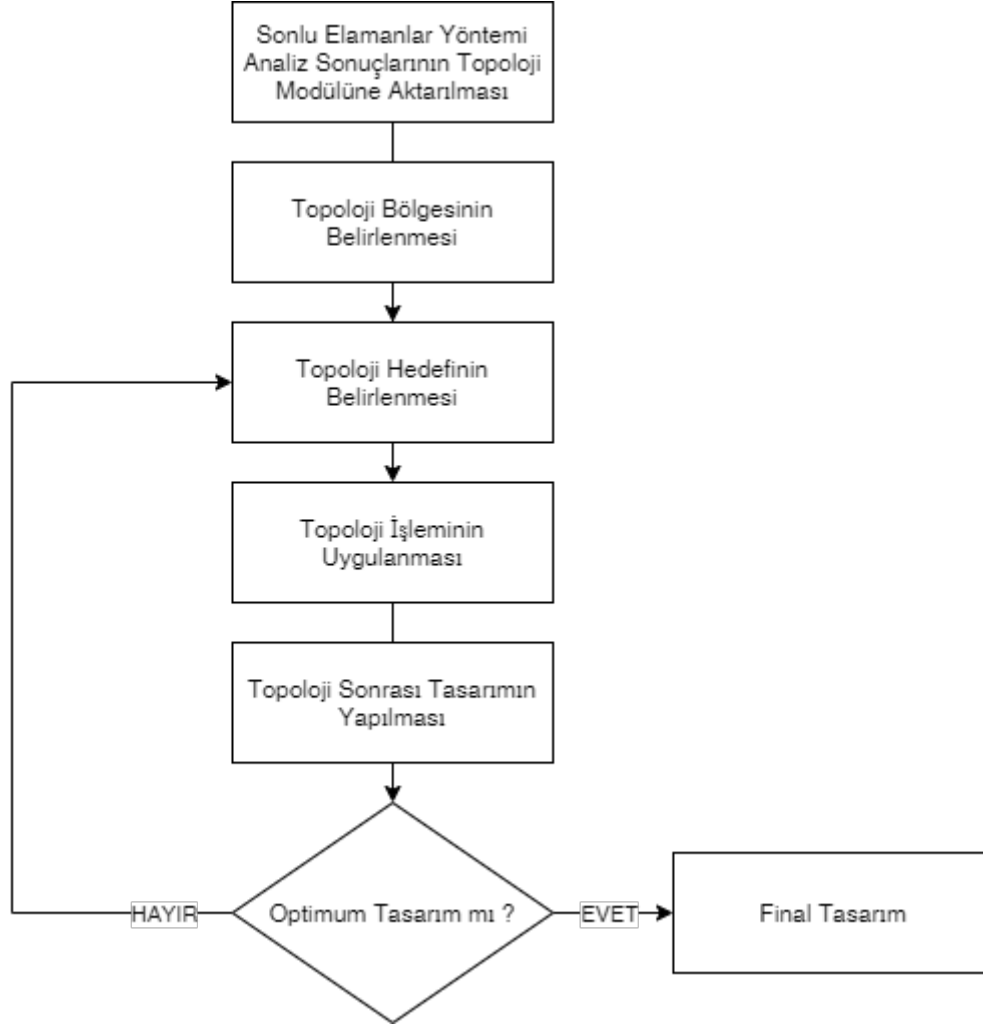 Sonlu Elamanlar Yöntemi
Analiz Sonuçlarının Topoloji
Modülüne Aktarılması
Topoloji Bölgesinin
Belirlenmesi
Topoloji Hedefinin
Belirlenmesi
Topoloji İşleminin
Uygulanması
Topoloji Sonrası Tasarımın
Yapılması
HAYIR
Optimum Tasarım mı ?
EVET
Final Tasarım